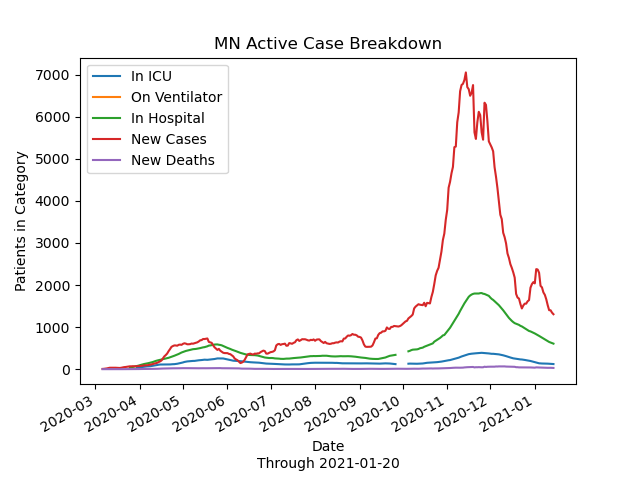 MN Active Case Breakdown
In ICU
On Ventilator
In Hospital
New Cases
New Deaths
Patients in Category
7000
6000
5000
4000
3000
2000
1000
0
2020-03
2020-04
2020-05
2020-06
2020-07
2020-08
2020-09
2020-10
2020-11
2020-12
2021-01
Date
Through 2021-01-20